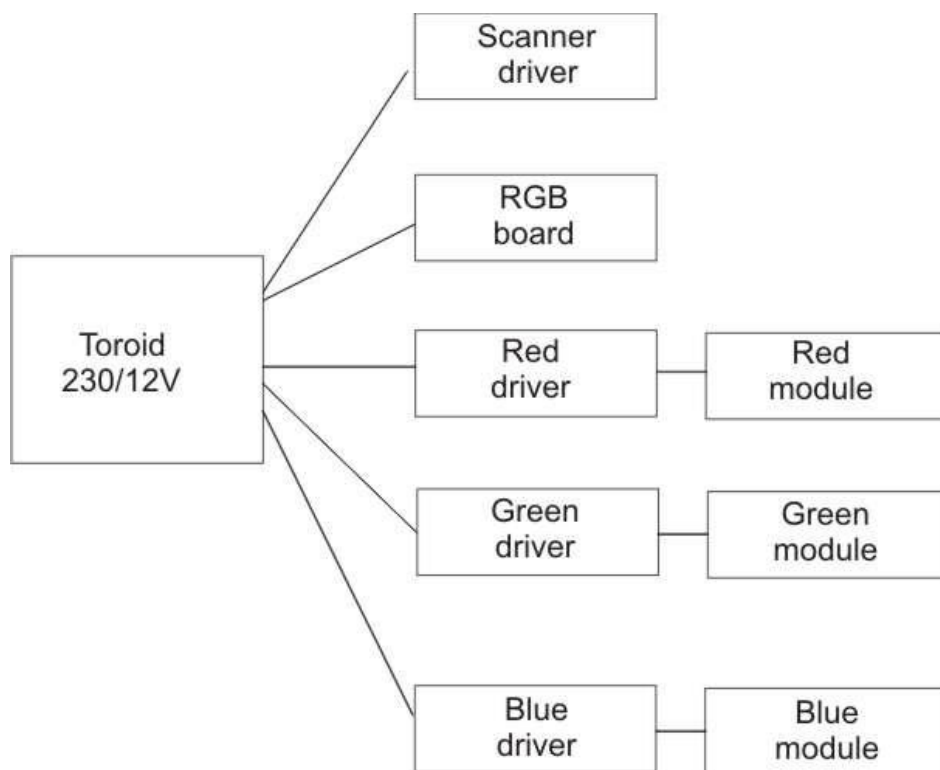 Scanner
driver
RGB
board
Toroid
230/12V
Red
driver
Red
module
Green
driver
Green
module
Blue
driver
Blue
module